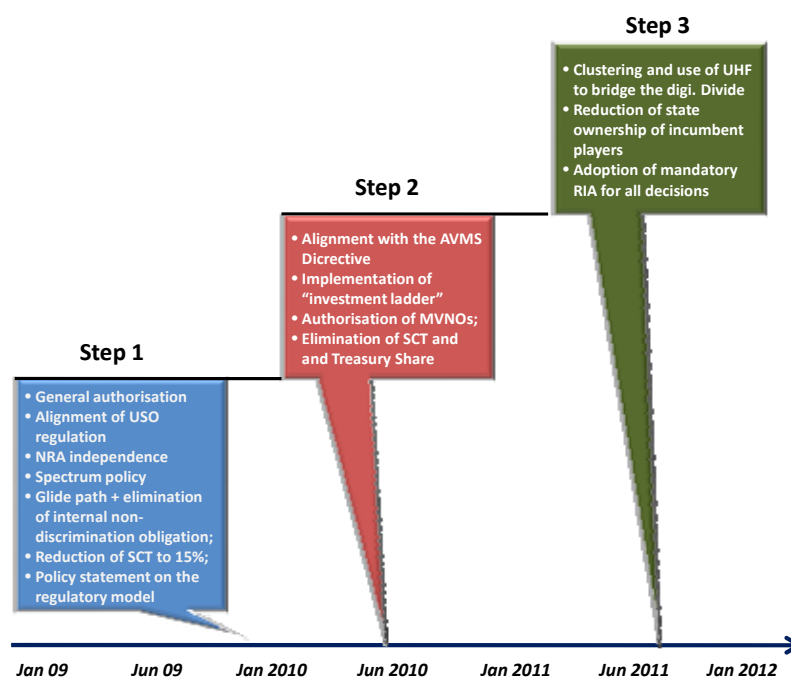 Step 3
• Clustering and use of UHF
to bridge the digi. Divide
• Reduction of state
ownership of incumbent
players
• Adoption of mandatory
RIA for all decisions
Step 2
• Alignment with the AVMS
Dicrective
• Implementation of
“investment ladder”
• Authorisation of MVNOs;
• Elimination of SCT and
and Treasury Share
Step 1
• General authorisation
• Alignment of USO
regulation
• NRA independence
• Spectrum policy
• Glide path + elimination
of internal non-
discrimination obligation;
• Reduction of SCT to 15%;
• Policy statement on the
regulatory model
Jan 09 Jun 09 Jan 2010 Jun 2010 Jan 2011 Jun 2011 Jan 2012